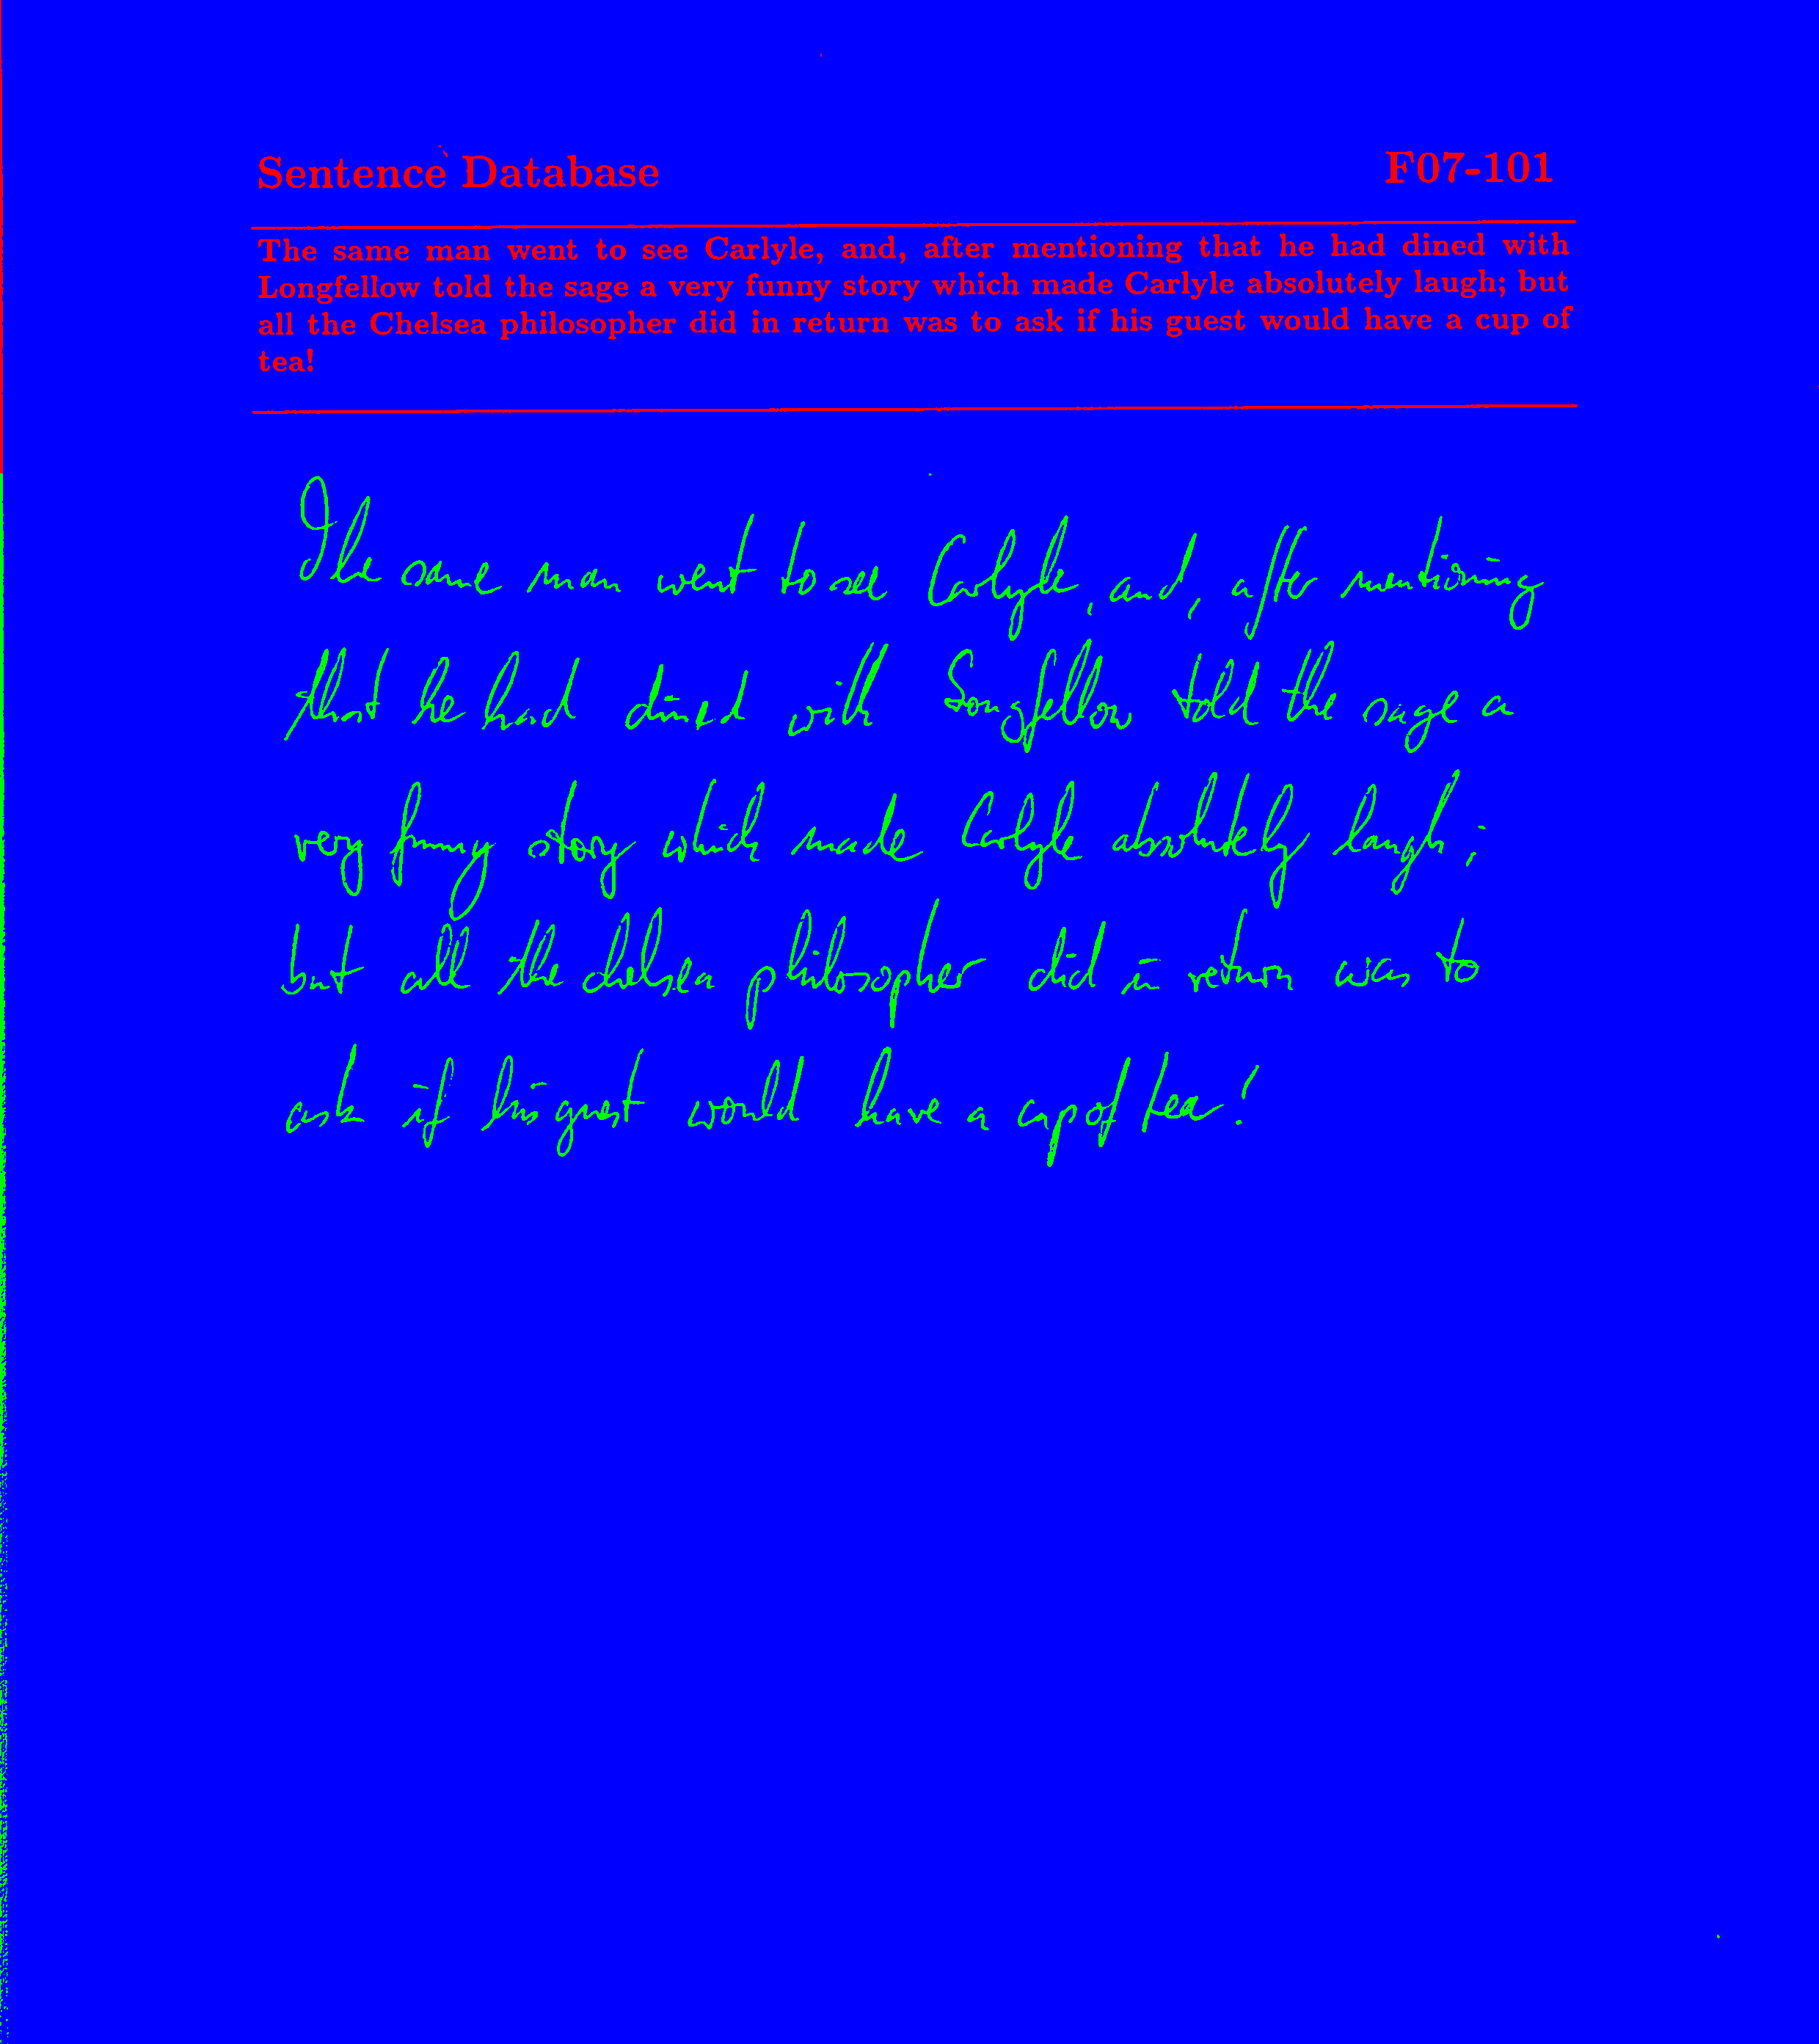 Sentence Database F07-101
The same man went to see Carlyle, and, after mentioning that he had dined with
Longfellow told the sage a very funny story which made Carlyle absolutely laugh; but
all the Chelsea philosopher did in return was to ask if his guest would have a cup of
tea!
The same man went to see Carlyle, and, after mentioning
that he had dined with Longfellow told the sage a
very funny story which made Carlyle absolutely laugh;
but all the chelsea philosopher did in return was to
ask if his guest would have a cup of tea!